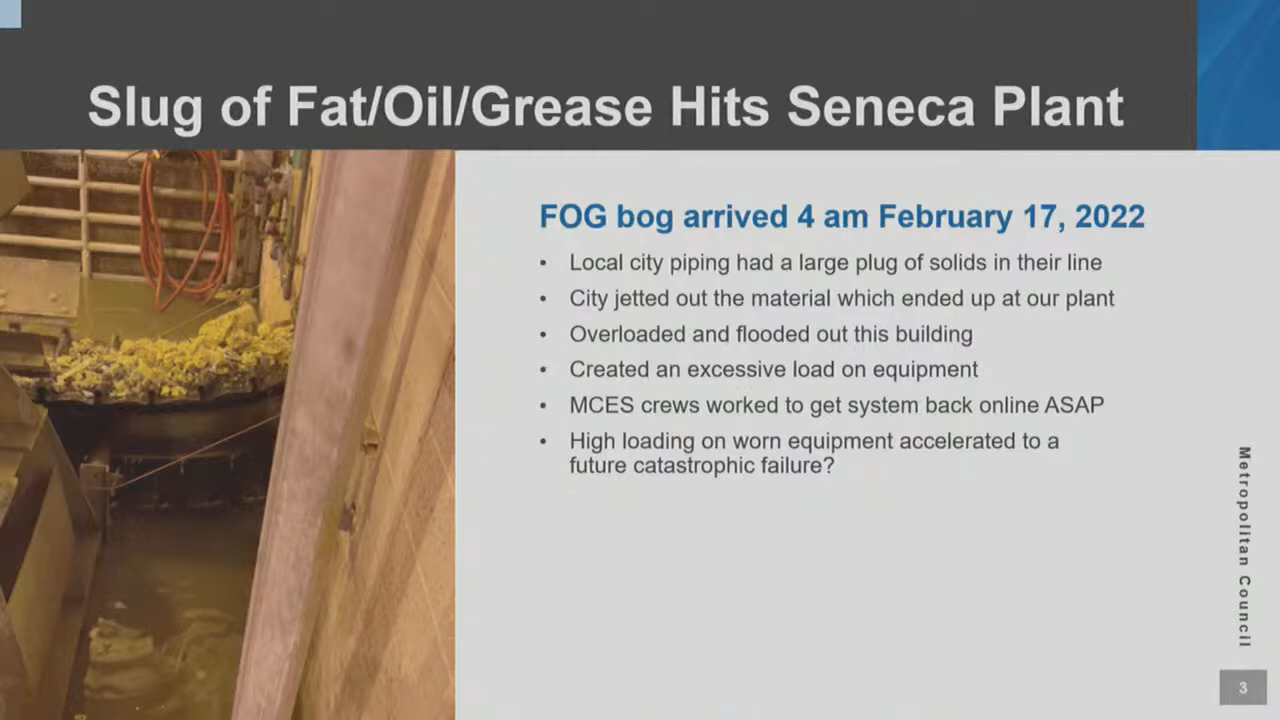 Slug of Fat/Oil/Grease Hits Seneca Plant
FOG bog arrived 4 am February 17, 2022
• Local city piping had a large plug of solids in their line
• City jetted out the material which ended up at our plant
• Overloaded and flooded out this building
• Created an excessive load on equipment
• MCES crews worked to get system back online ASAP
• High loading on worn equipment accelerated to a
future catastrophic failure?
Metropolitan Council
3